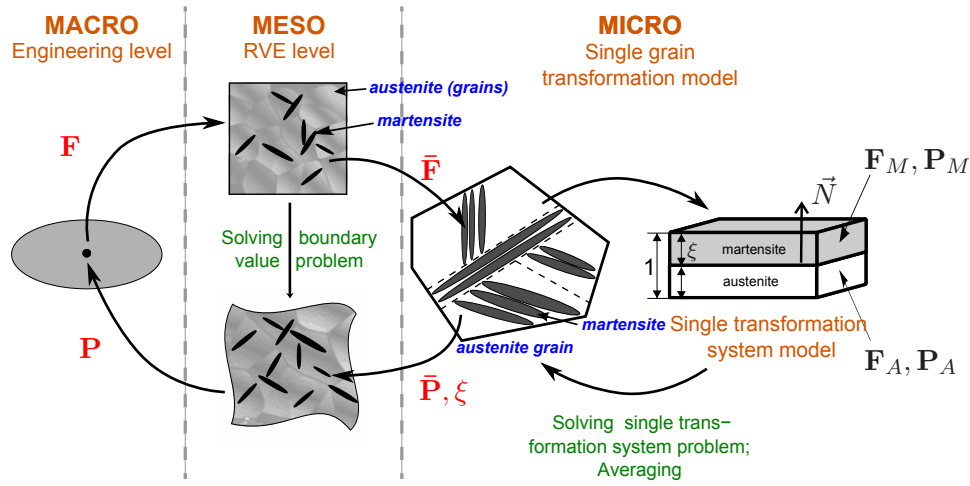 MACRO
Engineering level
MESO
RVE level
MICRO
Single grain
transformation model
austenite (grains)
martensite
F
F̄
Solving boundary
value problem
P
P̄, ξ
martensite
austenite grain
F_M, P_M
N⃗
1
ξ
martensite
austenite
Single transformation
system model
F_A, P_A
Solving single trans−
formation system problem;
Averaging